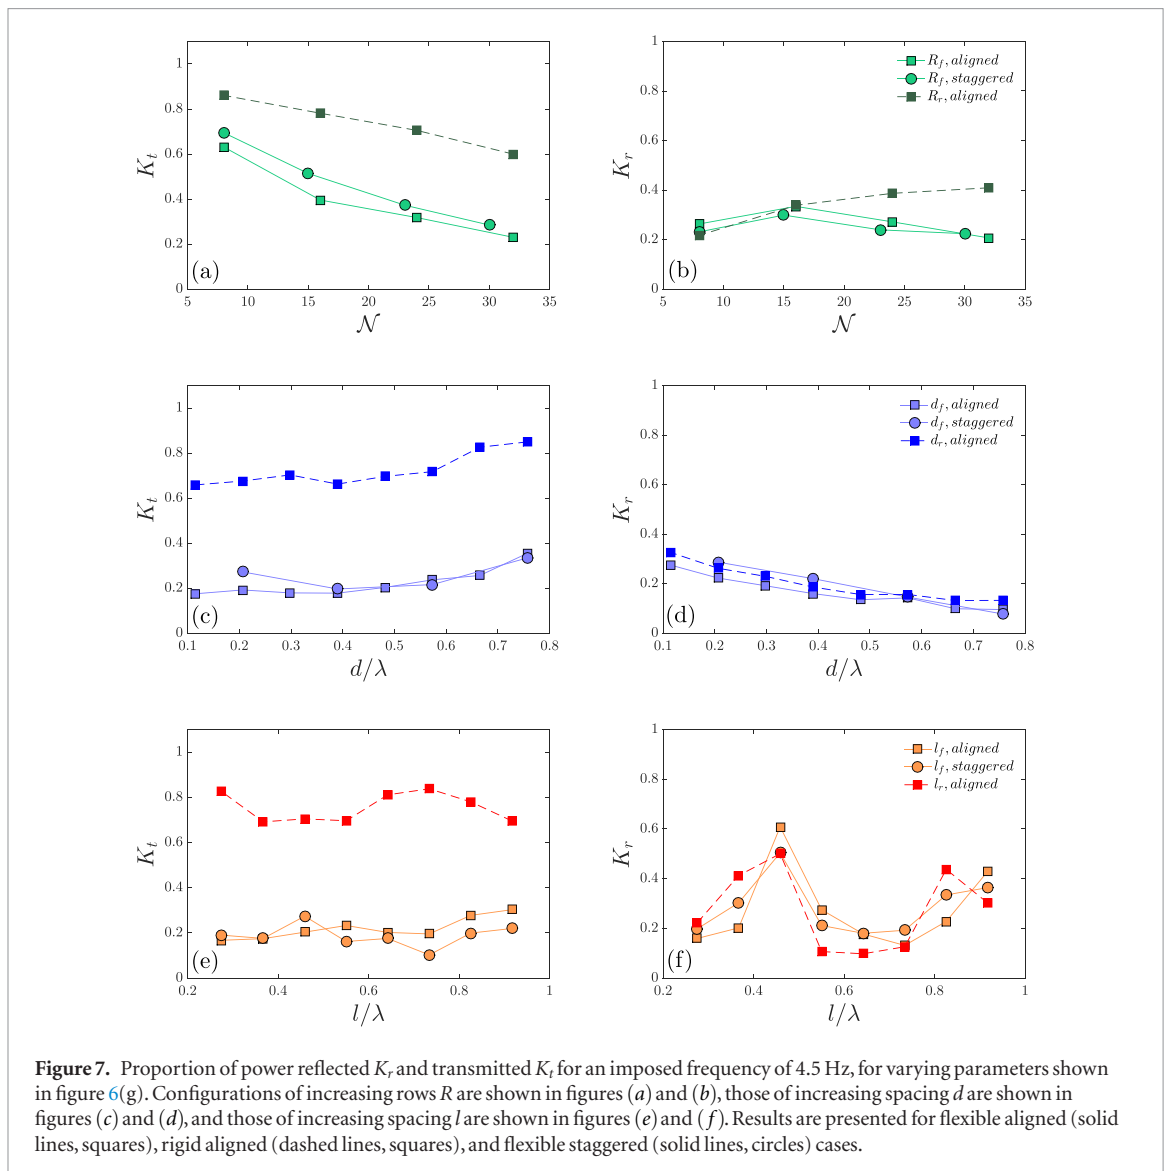 1
0.8
0.6
0.4
0.2
0
K_t
(a)
5 10 15 20 25 30 35
𝒩
1
0.8
0.6
0.4
0.2
0
K_r
R_f, aligned
R_f, staggered
R_r, aligned
(b)
5 10 15 20 25 30 35
𝒩
1
0.8
0.6
0.4
0.2
0
K_t
(c)
0.1 0.2 0.3 0.4 0.5 0.6 0.7 0.8
d/λ
1
0.8
0.6
0.4
0.2
0
K_r
d_f, aligned
d_f, staggered
d_r, aligned
(d)
0.1 0.2 0.3 0.4 0.5 0.6 0.7 0.8
d/λ
1
0.8
0.6
0.4
0.2
0
K_t
(e)
0.2 0.4 0.6 0.8 1
l/λ
1
0.8
0.6
0.4
0.2
0
K_r
l_f, aligned
l_f, staggered
l_r, aligned
(f)
0.2 0.4 0.6 0.8 1
l/λ
Figure 7. Proportion of power reflected K_r and transmitted K_t for an imposed frequency of 4.5 Hz, for varying parameters shown
in figure 6(g). Configurations of increasing rows R are shown in figures (a) and (b), those of increasing spacing d are shown in
figures (c) and (d), and those of increasing spacing l are shown in figures (e) and (f). Results are presented for flexible aligned (solid
lines, squares), rigid aligned (dashed lines, squares), and flexible staggered (solid lines, circles) cases.